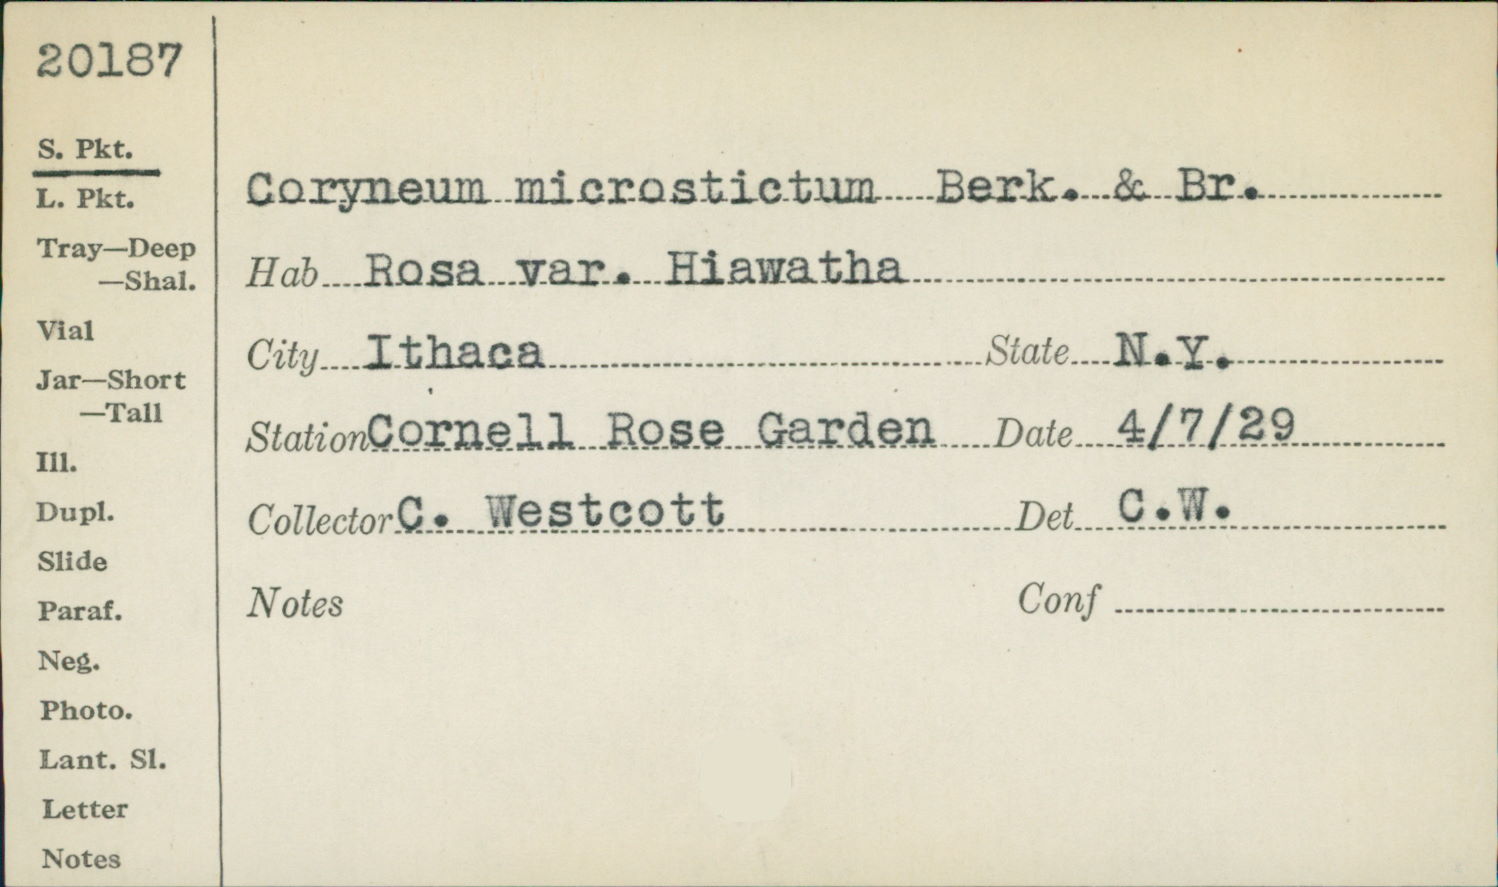 20187
S. Pkt.
L. Pkt.
Tray—Deep
—Shal.
Vial
Jar—Short
—Tall
Ill.
Dupl.
Slide
Paraf.
Neg.
Photo.
Lant. Sl.
Letter
Notes
Coryneum microstictum Berk. & Br.
Hab Rosa var. Hiawatha
City Ithaca State N.Y.
Station Cornell Rose Garden Date 4/7/29
Collector C. Westcott Det C.W.
Notes Conf